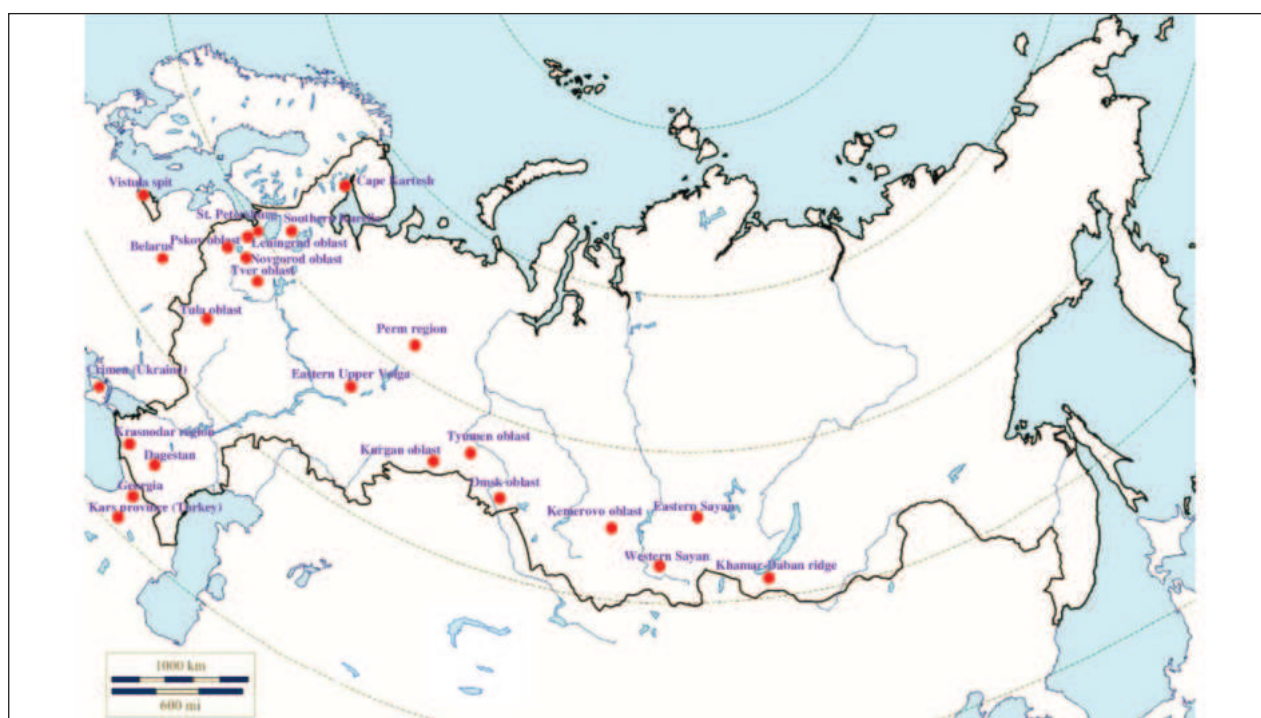 Vistula spit
Cape Kartesh
St. Petersburg
Southern Karelia
Pskov oblast
Leningrad oblast
Belarus
Novgorod oblast
Tver oblast
Tula oblast
Perm region
Crimea (Ukraine)
Eastern Upper Volga
Krasnodar region
Tyumen oblast
Dagestan
Kurgan oblast
Omsk oblast
Georgia
Kars province (Turkey)
Kemerovo oblast
Eastern Sayan
Western Sayan
Khamar-Daban ridge
1000 km
600 mi